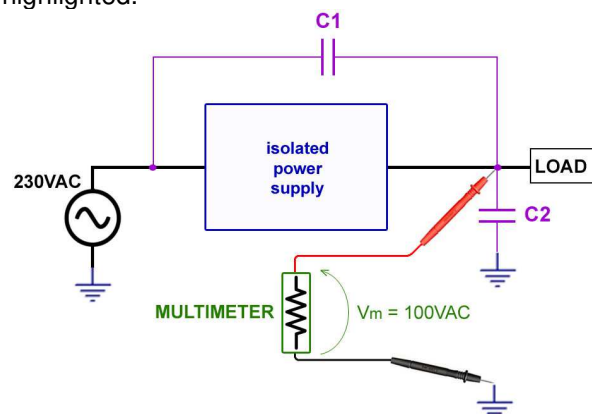 highlighted.
C1
isolated
power
supply
LOAD
230VAC
C2
MULTIMETER
Vm = 100VAC